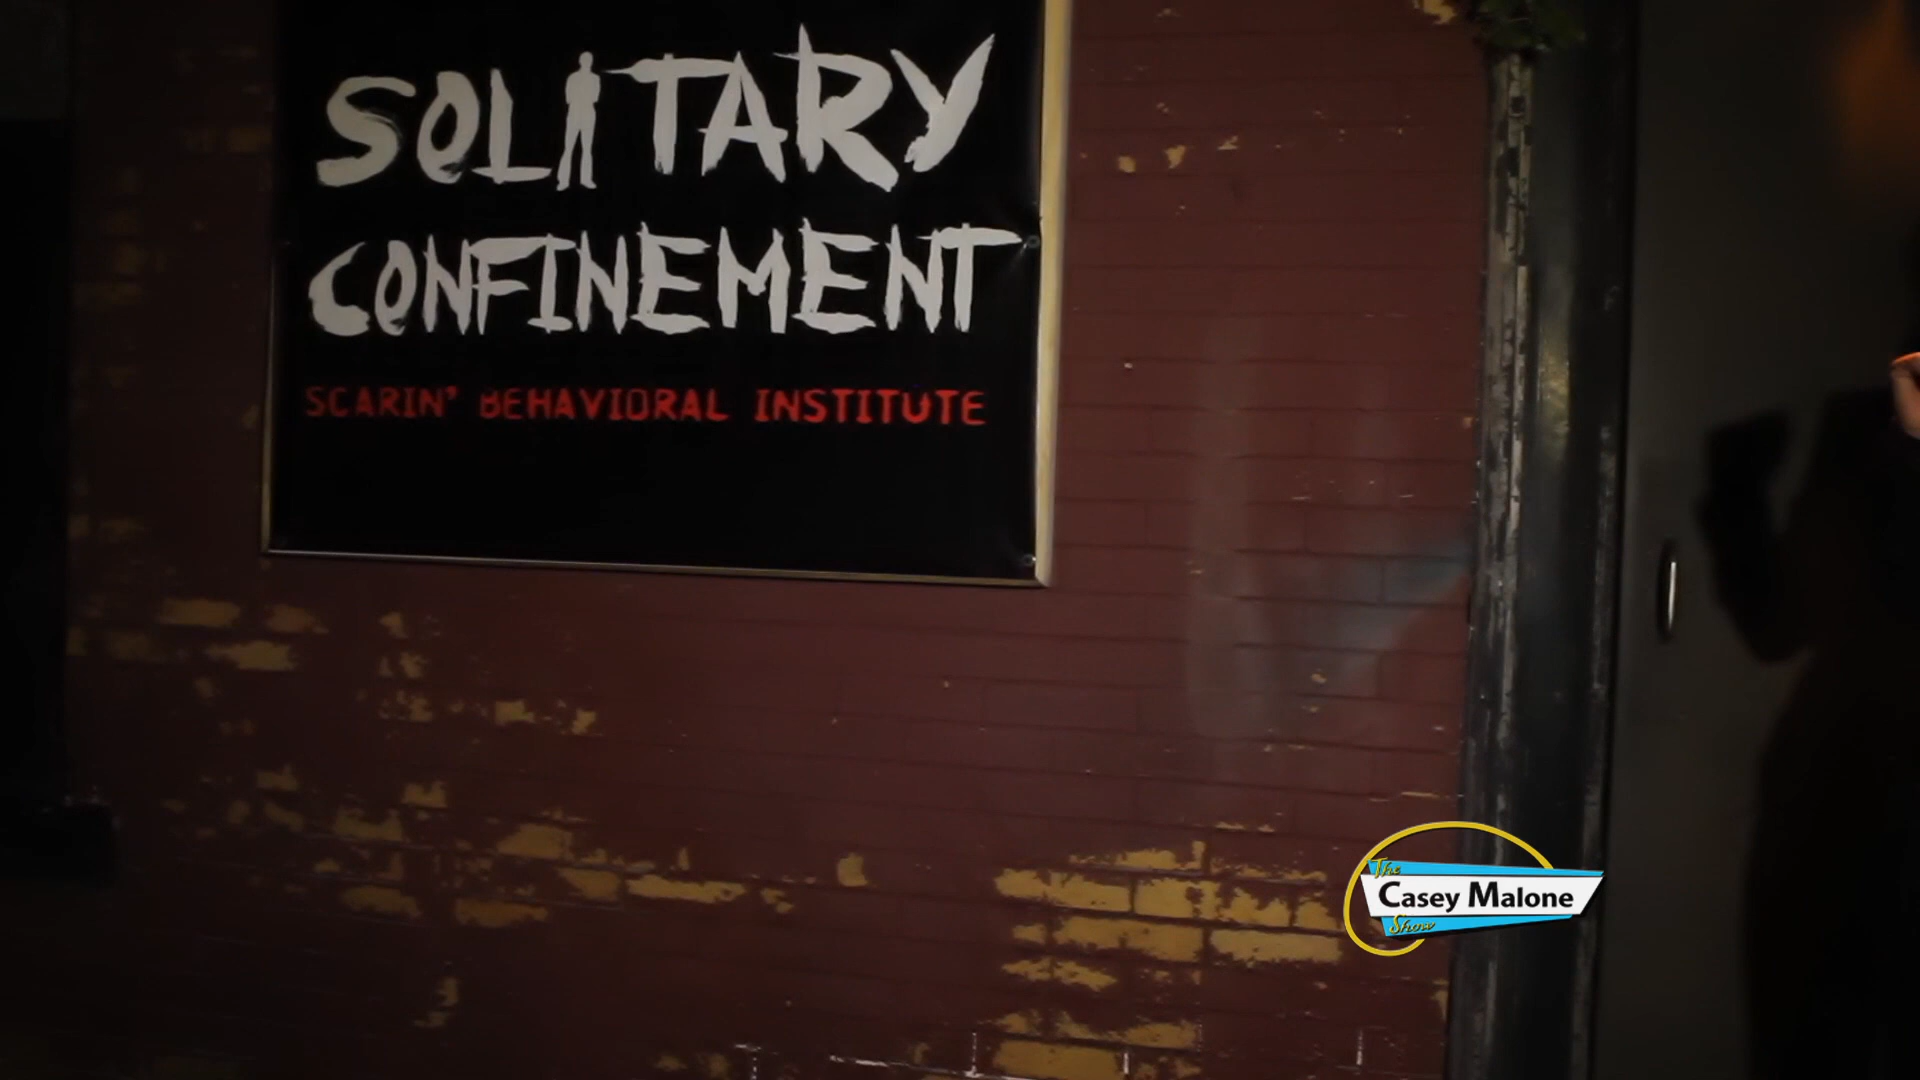 SOLITARY
CONFINEMENT
SCARIN' BEHAVIORAL INSTITUTE
The
Casey Malone
Show